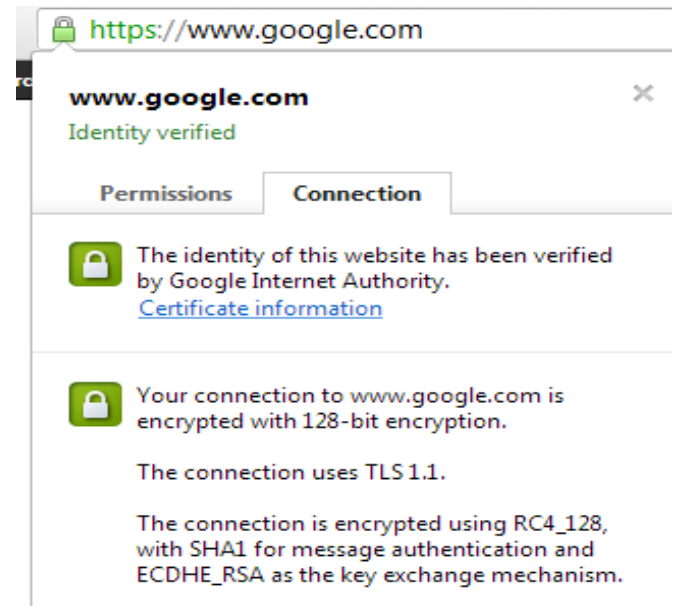 https://www.google.com
rc
www.google.com
Identity verified
Permissions Connection
The identity of this website has been verified
by Google Internet Authority.
Certificate information
Your connection to www.google.com is
encrypted with 128-bit encryption.
The connection uses TLS 1.1.
The connection is encrypted using RC4_128,
with SHA1 for message authentication and
ECDHE_RSA as the key exchange mechanism.